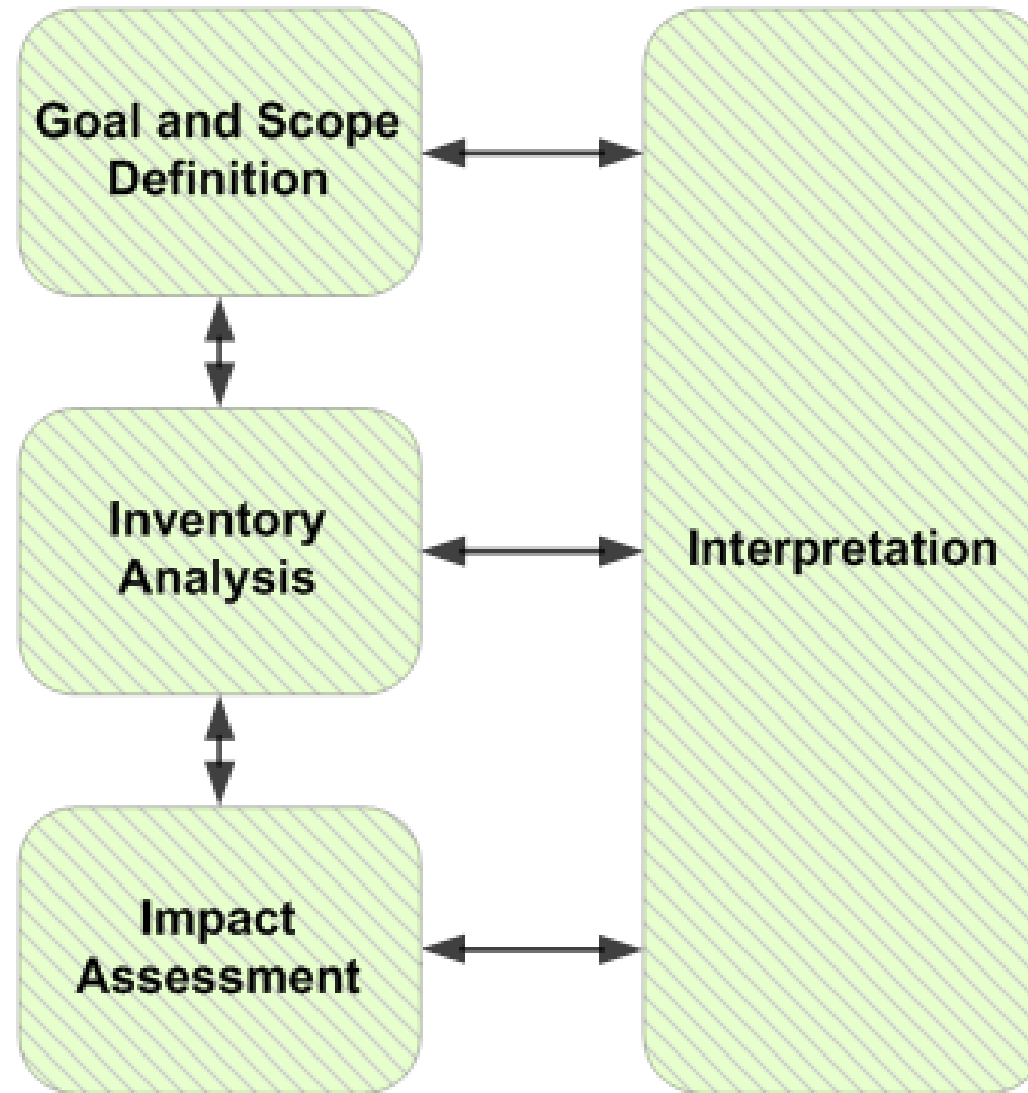 Goal and Scope
Definition
Inventory
Analysis
Interpretation
Impact
Assessment